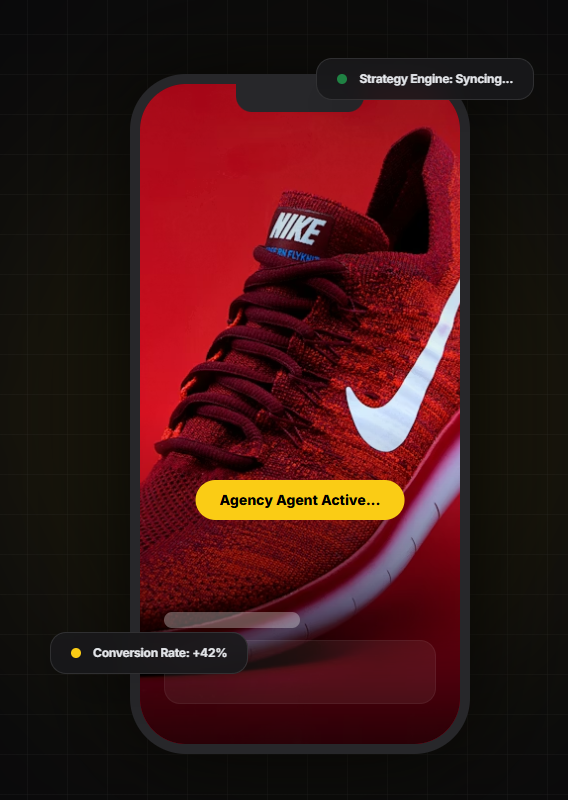 Strategy Engine: Syncing...
NIKE
Agency Agent Active...
Conversion Rate: +42%